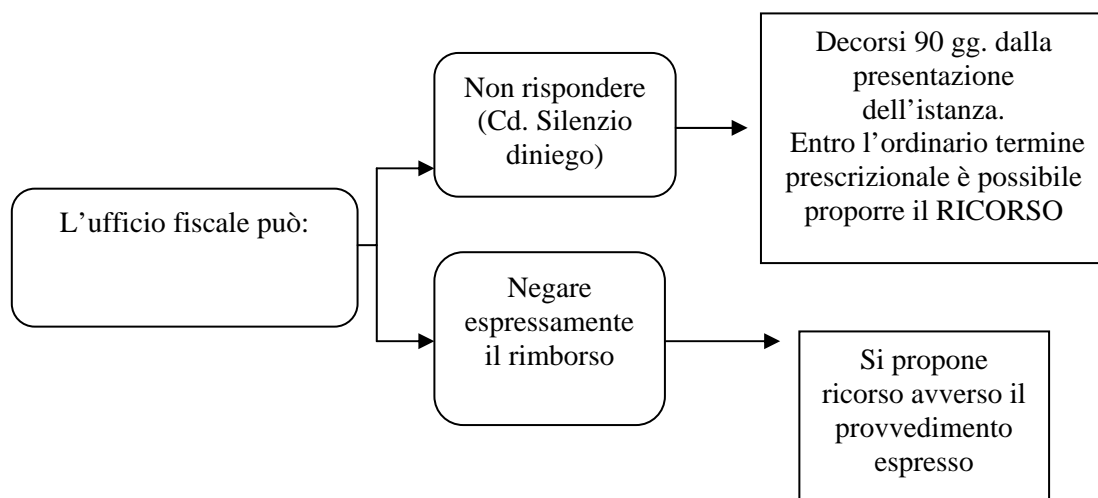 L’ufficio fiscale può:
Non rispondere
(Cd. Silenzio
diniego)
Decorsi 90 gg. dalla
presentazione
dell’istanza.
Entro l’ordinario termine
prescrizionale è possibile
proporre il RICORSO
Negare
espressamente
il rimborso
Si propone
ricorso avverso il
provvedimento
espresso